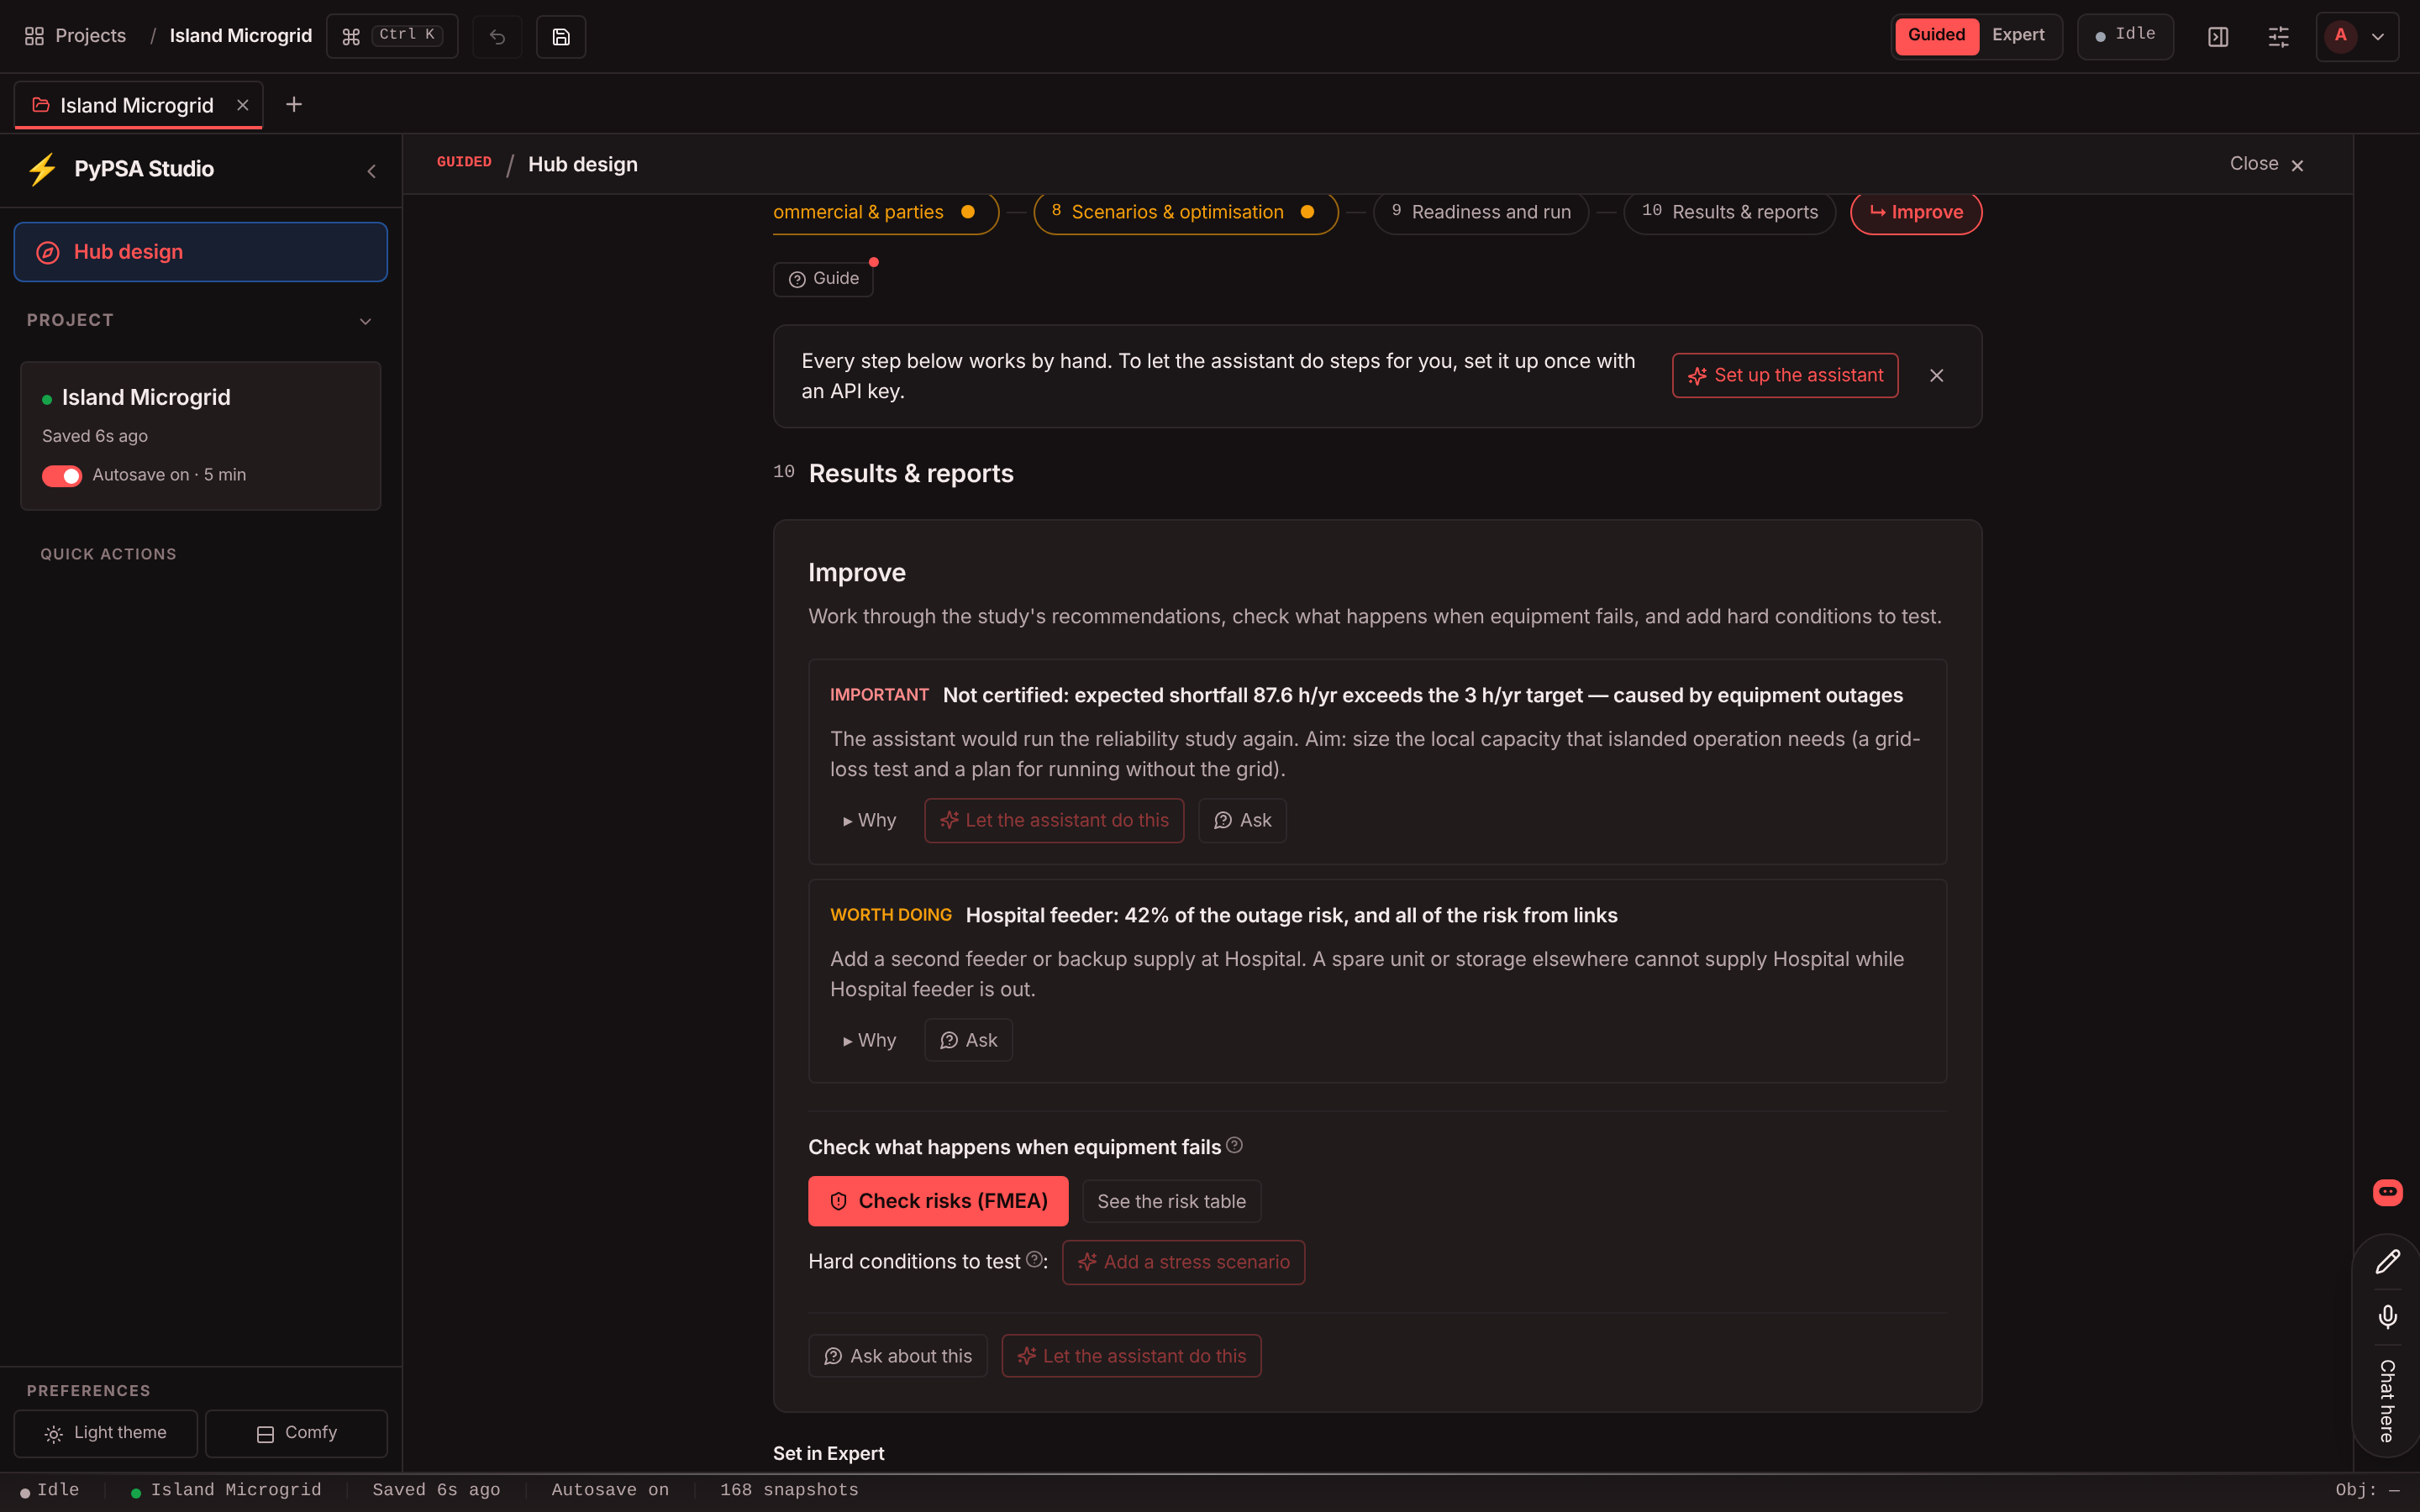 Projects / Island Microgrid Ctrl K Guided Expert Idle A
Island Microgrid
PyPSA Studio
GUIDED / Hub design Close
Hub design
PROJECT
Island Microgrid
Saved 6s ago
Autosave on · 5 min
QUICK ACTIONS
ommercial & parties 8 Scenarios & optimisation 9 Readiness and run 10 Results & reports Improve
Guide
Every step below works by hand. To let the assistant do steps for you, set it up once with
an API key.
Set up the assistant
10 Results & reports
Improve
Work through the study's recommendations, check what happens when equipment fails, and add hard conditions to test.
IMPORTANT Not certified: expected shortfall 87.6 h/yr exceeds the 3 h/yr target — caused by equipment outages
The assistant would run the reliability study again. Aim: size the local capacity that islanded operation needs (a grid-
loss test and a plan for running without the grid).
Why Let the assistant do this Ask
WORTH DOING Hospital feeder: 42% of the outage risk, and all of the risk from links
Add a second feeder or backup supply at Hospital. A spare unit or storage elsewhere cannot supply Hospital while
Hospital feeder is out.
Why Ask
Check what happens when equipment fails
Check risks (FMEA) See the risk table
Hard conditions to test : Add a stress scenario
Ask about this Let the assistant do this
Set in Expert
Chat here
PREFERENCES
Light theme Comfy
Idle Island Microgrid Saved 6s ago Autosave on 168 snapshots Obj: —